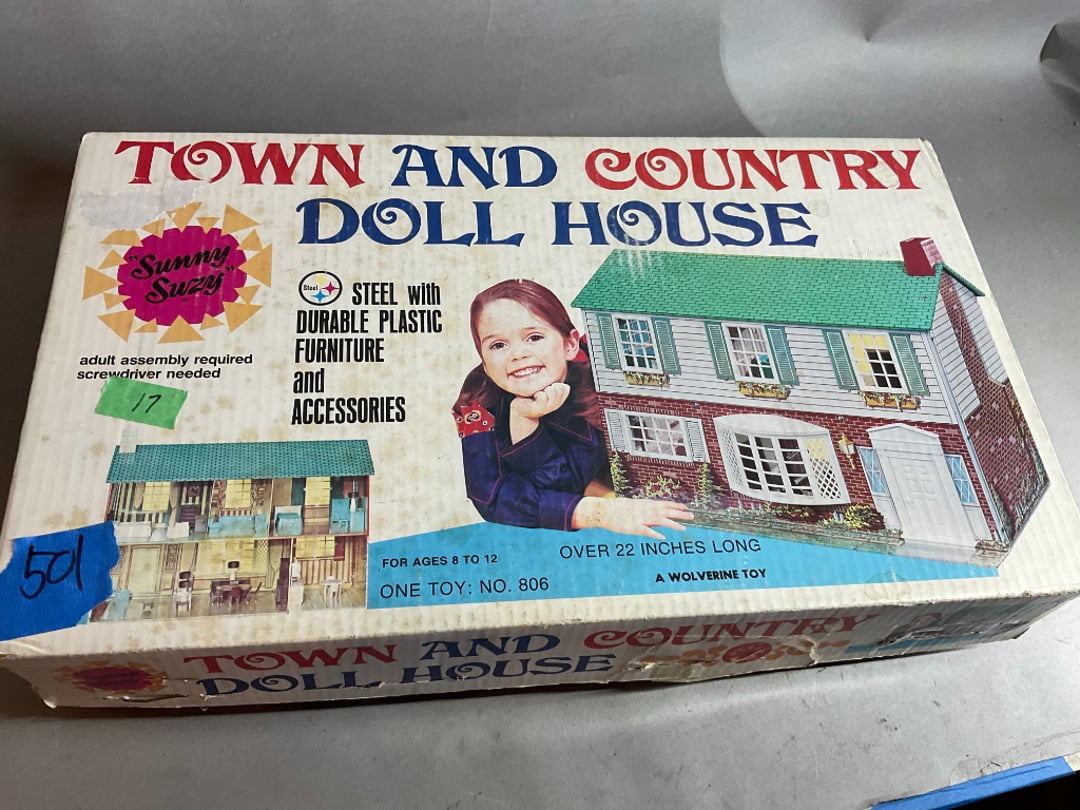 TOWN AND COUNTRY
DOLL HOUSE
"Sunny
Suzy"
adult assembly required
screwdriver needed
17
Steel
STEEL with
DURABLE PLASTIC
FURNITURE
and
ACCESSORIES
501
FOR AGES 8 TO 12
OVER 22 INCHES LONG
ONE TOY: NO. 806
A WOLVERINE TOY
TOWN AND COUNTRY
DOLL HOUSE